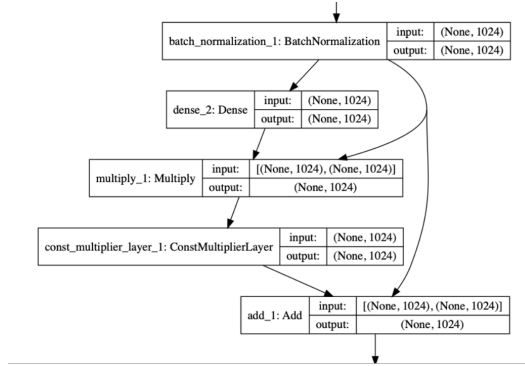 batch_normalization_1: BatchNormalization
input: (None, 1024)
output: (None, 1024)
dense_2: Dense
input: (None, 1024)
output: (None, 1024)
multiply_1: Multiply
input: [(None, 1024), (None, 1024)]
output: (None, 1024)
const_multiplier_layer_1: ConstMultiplierLayer
input: (None, 1024)
output: (None, 1024)
add_1: Add
input: [(None, 1024), (None, 1024)]
output: (None, 1024)